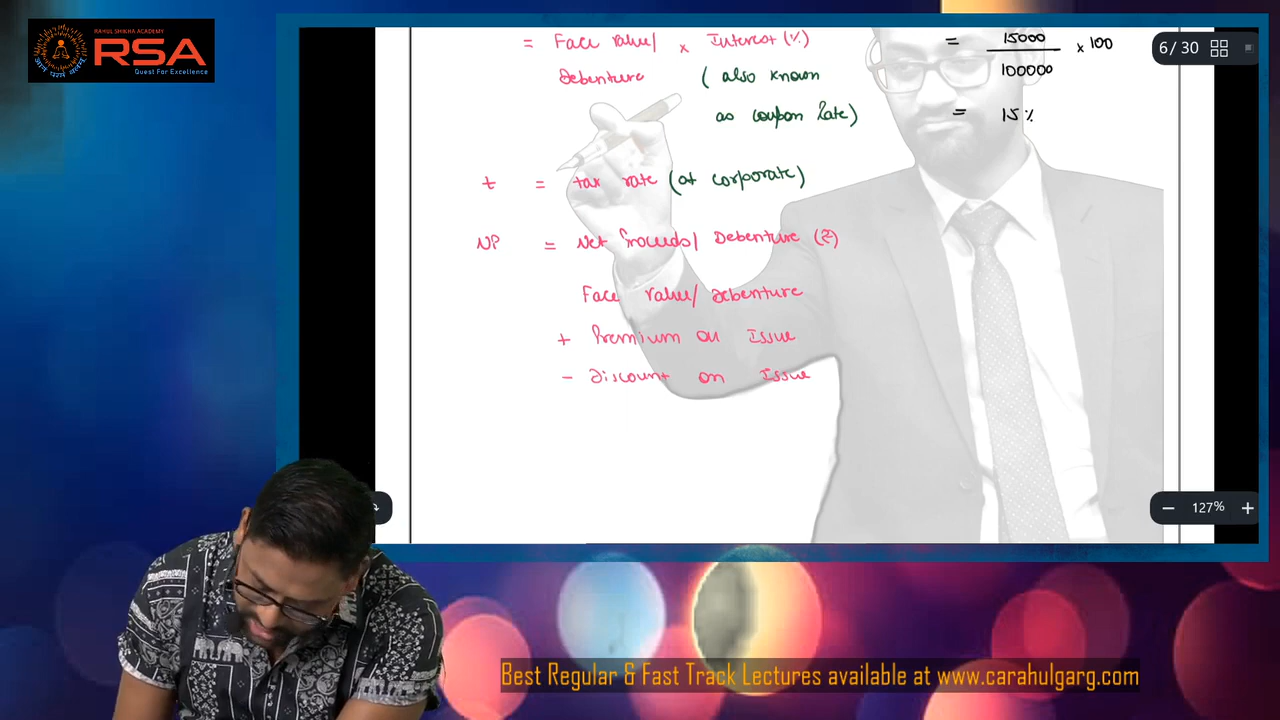 RAHUL SHIKHA ACADEMY
RSA
Quest For Excellence
6 / 30
= Face Value/ x Interest (%)
Debenture (also known
as coupon Rate)
= 15000 x 100
100000
= 15%
t = tax rate (at corporate)
NP = Net Proceeds/ Debenture (₹)
Face Value/ Debenture
+ Premium on Issue
- Discount on Issue
− 127% +
Best Regular & Fast Track Lectures available at www.carahulgarg.com